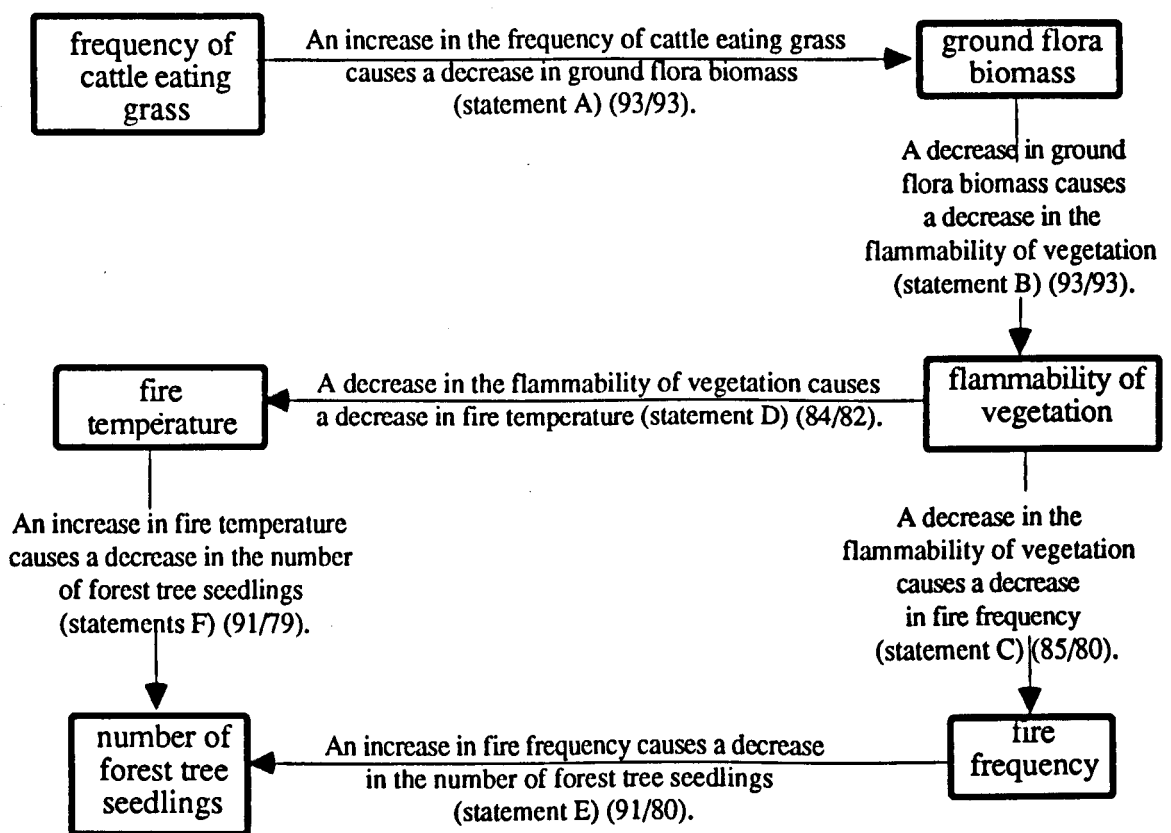 frequency of
cattle eating
grass
An increase in the frequency of cattle eating grass
causes a decrease in ground flora biomass
(statement A) (93/93).
ground flora
biomass
A decrease in ground
flora biomass causes
a decrease in the
flammability of vegetation
(statement B) (93/93).
fire
temperature
A decrease in the flammability of vegetation causes
a decrease in fire temperature (statement D) (84/82).
flammability of
vegetation
An increase in fire temperature
causes a decrease in the number
of forest tree seedlings
(statements F) (91/79).
A decrease in the
flammability of vegetation
causes a decrease
in fire frequency
(statement C) (85/80).
number of
forest tree
seedlings
An increase in fire frequency causes a decrease
in the number of forest tree seedlings
(statement E) (91/80).
fire
frequency